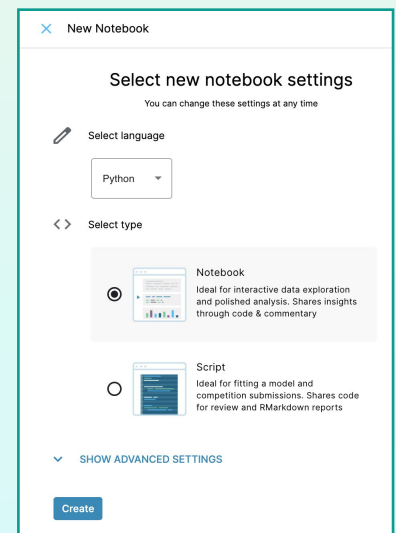 New Notebook
Select new notebook settings
You can change these settings at any time
Select language
Python
Select type
Notebook
Ideal for interactive data exploration
and polished analysis. Shares insights
through code & commentary
Script
Ideal for fitting a model and
competition submissions. Shares code
for review and RMarkdown reports
SHOW ADVANCED SETTINGS
Create